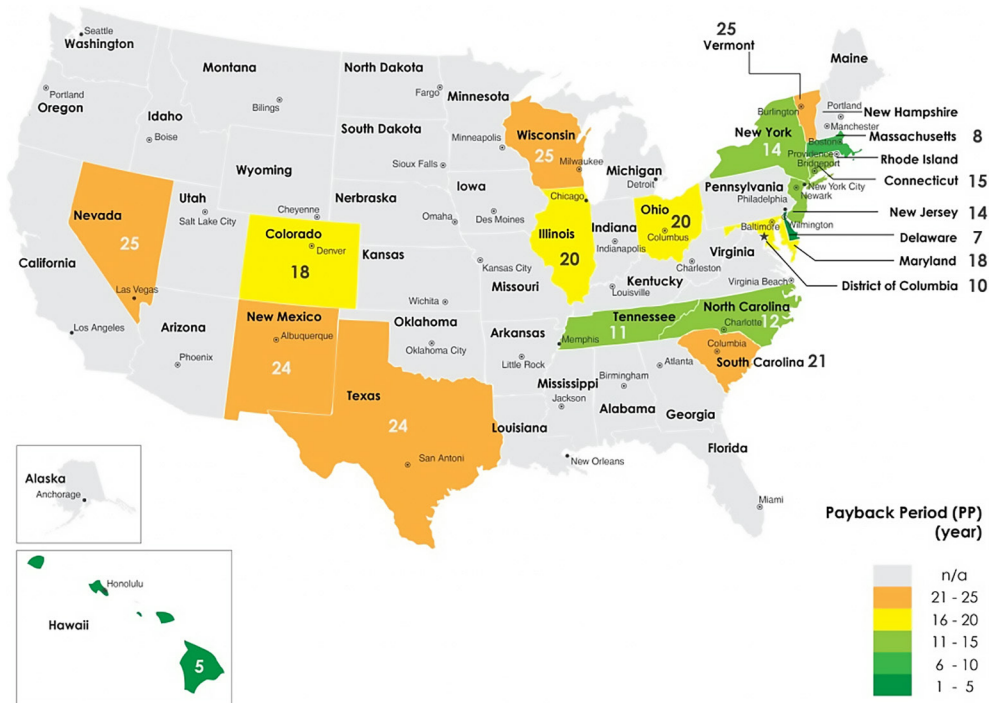 25
Vermont
Seattle
Washington
Portland
Oregon
Montana
Bilings
Idaho
Boise
North Dakota
Fargo
Minnesota
Minneapolis
South Dakota
Sioux Falls
Wyoming
Cheyenne
Nebraska
Omaha
Iowa
Des Moines
Wisconsin
25
Milwaukee
Michigan
Detroit
Chicago
Illinois
20
Indiana
Indianapolis
Ohio
20
Columbus
Maine
Portland
Burlington
New Hampshire
Manchester
New York
14
Boston
Massachusetts 8
Providence
Rhode Island
Bridgeport
Connecticut 15
Pennsylvania
Philadelphia
New York City
Newark
New Jersey 14
Wilmington
Delaware 7
Baltimore
Maryland 18
District of Columbia 10
Virginia
Virginia Beach
Charleston
Kentucky
Louisville
Nevada
25
Las Vegas
Utah
Salt Lake City
Colorado
Denver
18
Kansas
Wichita
Kansas City
Missouri
California
Los Angeles
Arizona
Phoenix
New Mexico
Albuquerque
24
Oklahoma
Oklahoma City
Arkansas
Little Rock
Tennessee
11
Memphis
North Carolina
Charlotte
12
Columbia
South Carolina 21
Atlanta
Georgia
Birmingham
Alabama
Mississippi
Jackson
Texas
24
San Antoni
Louisiana
New Orleans
Florida
Miami
Alaska
Anchorage
Honolulu
Hawaii
5
Payback Period (PP)
(year)
n/a
21 - 25
16 - 20
11 - 15
6 - 10
1 - 5